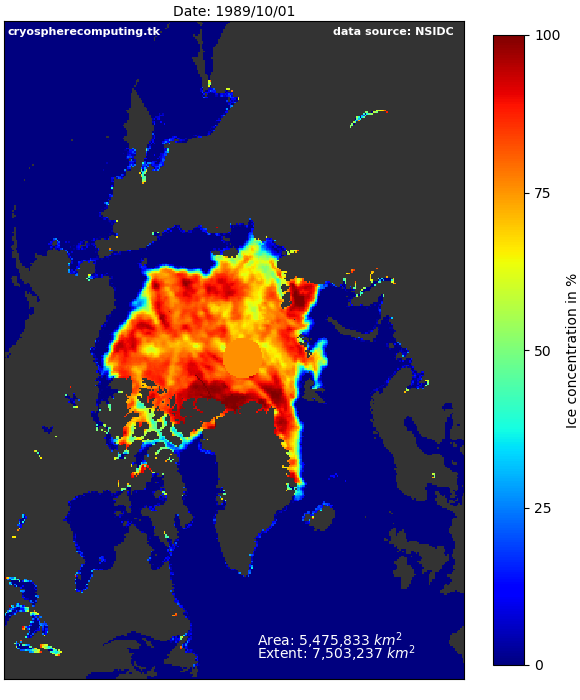 Date: 1989/10/01
cryospherecomputing.tk
data source: NSIDC
100
75
50
25
0
Ice concentration in %
Area: 5,475,833 km²
Extent: 7,503,237 km²